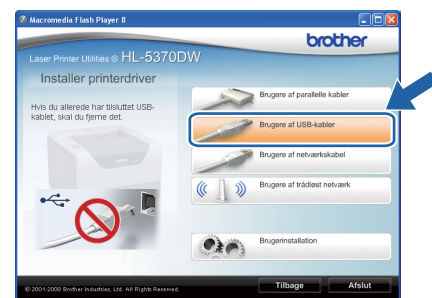 Macromedia Flash Player 8
brother
Laser Printer Utilities ® HL-5370DW
Installer printerdriver
Hvis du allerede har tilsluttet USB-
kablet, skal du fjerne det.
Brugere af parallelle kabler
Brugere af USB-kabler
Brugere af netværkskabel
Brugere af trådløst netværk
Brugerinstallation
© 2001-2008 Brother Industries, Ltd. All Rights Reserved.
Tilbage
Afslut